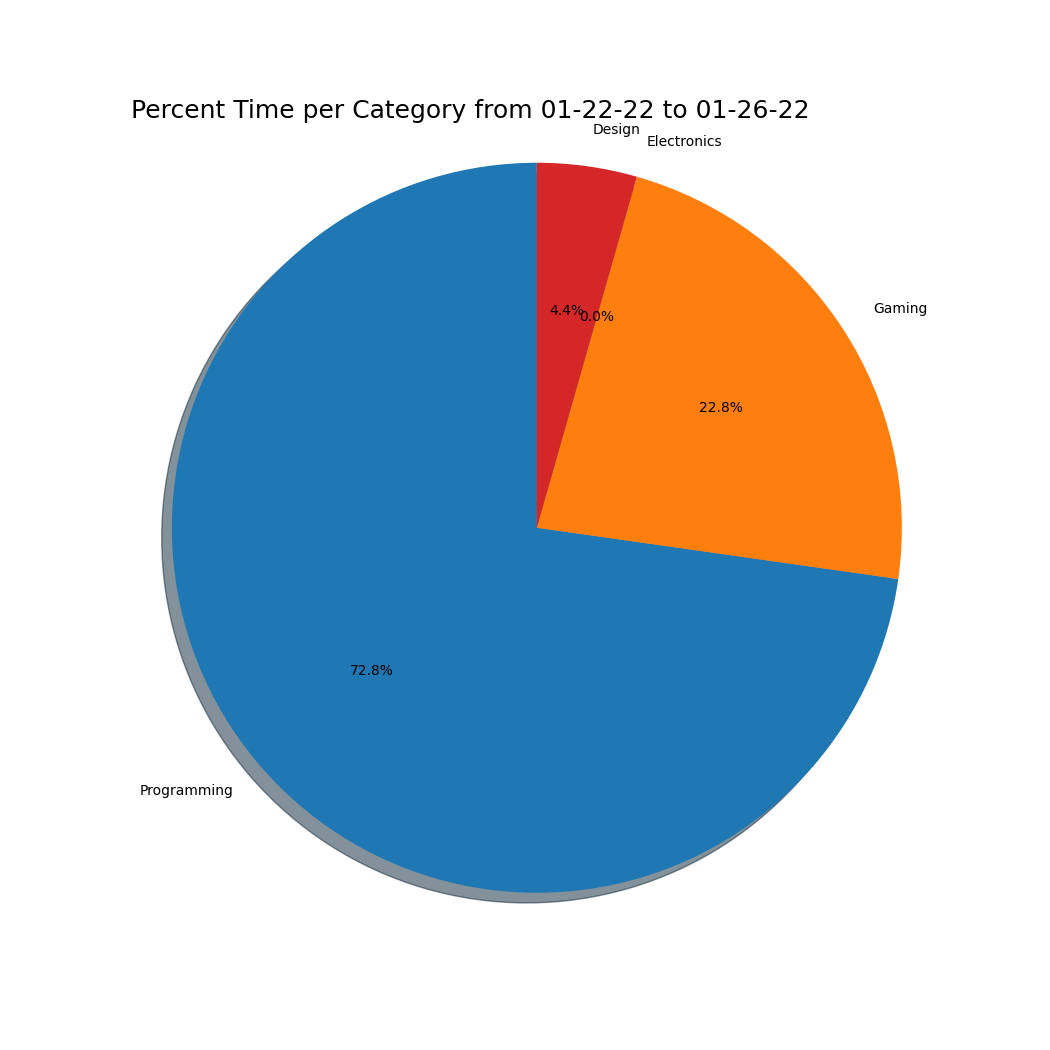 Percent Time per Category from 01-22-22 to 01-26-22
Design
Electronics
Gaming
4.4%
0.0%
22.8%
72.8%
Programming